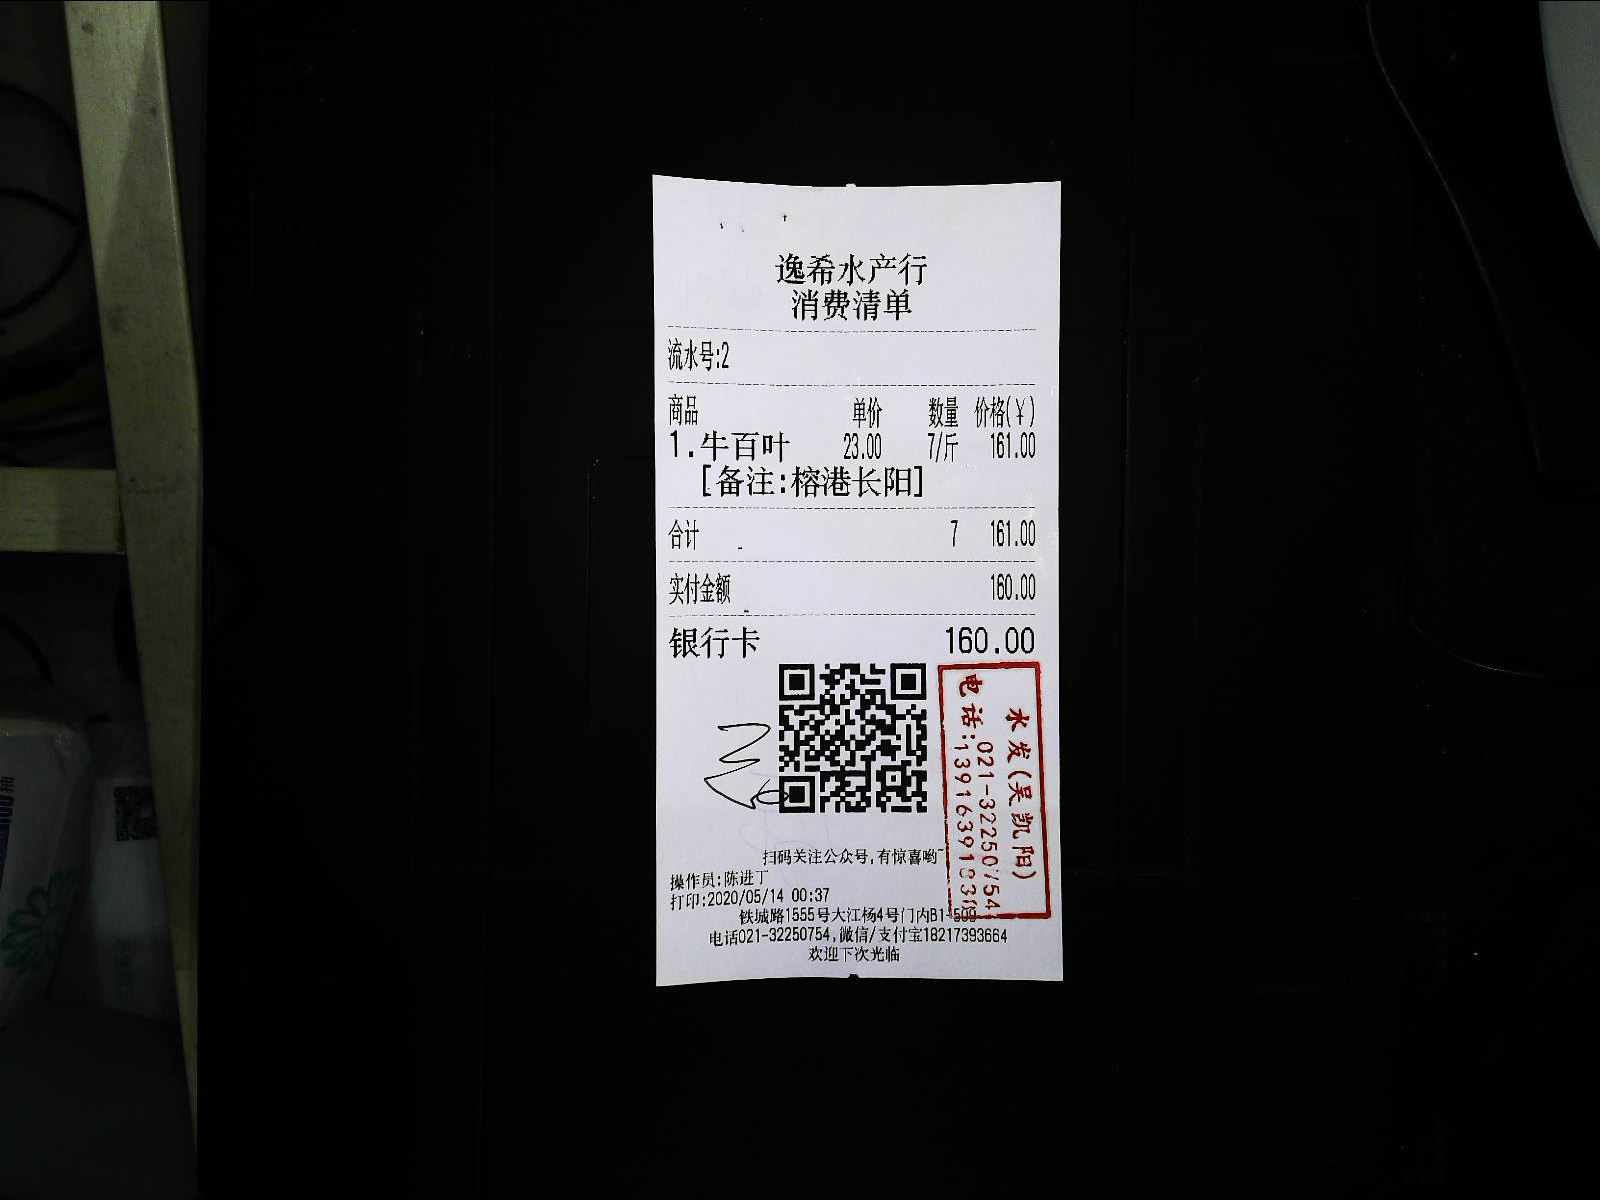 逸希水产行
消费清单
流水号:2
商品 单价 数量 价格(¥)
1.牛百叶 23.00 7/斤 161.00
[备注:榕港长阳]
合计 7 161.00
实付金额 160.00
银行卡 160.00
水发(吴凯阳)
电话:021-32250754
1391639183
扫码关注公众号,有惊喜哟~
操作员:陈进丁
打印:2020/05/14 00:37
铁城路1555号大江杨4号门内B1-509
电话021-32250754,微信/支付宝18217393664
欢迎下次光临